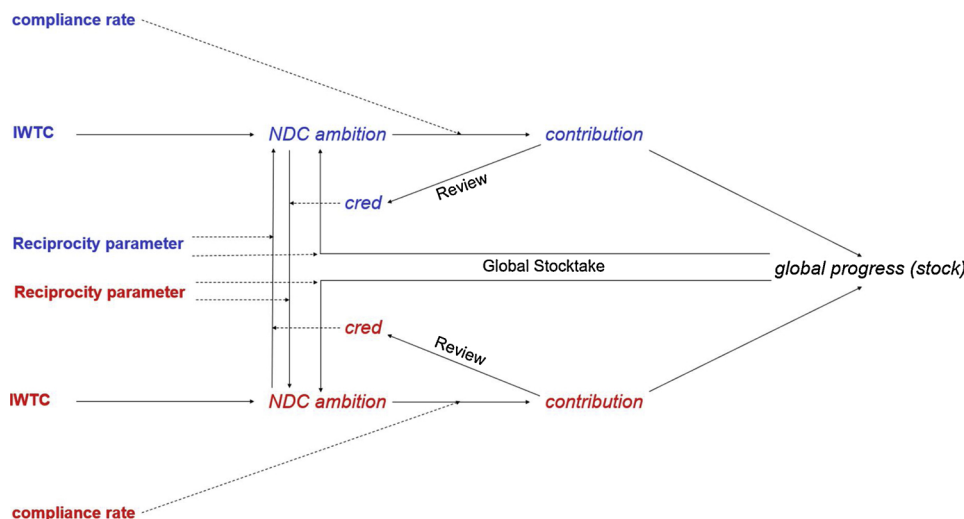 compliance rate
IWTC
NDC ambition
contribution
Review
cred
Reciprocity parameter
Global Stocktake
global progress (stock)
Reciprocity parameter
cred
Review
IWTC
NDC ambition
contribution
compliance rate